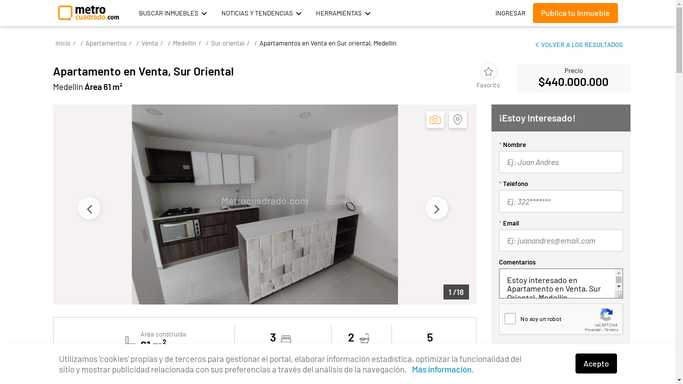 metro
cuadrado.com
BUSCAR INMUEBLES
NOTICIAS Y TENDENCIAS
HERRAMIENTAS
INGRESAR
Publica tu Inmueble
Inicio / / Apartamentos / / Venta / / Medellín / / Sur oriental / / Apartamentos en Venta en Sur oriental, Medellín
VOLVER A LOS RESULTADOS
Apartamento en Venta, Sur Oriental
Medellín Área 61 m²
Favorito
Precio
$440.000.000
¡Estoy Interesado!
* Nombre
Ej: Juan Andres
* Teléfono
Ej: 322*******
* Email
Ej: juanandres@email.com
Comentarios
Estoy interesado en
Apartamento en Venta, Sur
Oriental, Medellín
No soy un robot
reCAPTCHA
Privacidad - Términos
Metrocuadrado.com
1 /16
Área construida
61 m²
3
2
5
Utilizamos 'cookies' propias y de terceros para gestionar el portal, elaborar información estadística, optimizar la funcionalidad del
sitio y mostrar publicidad relacionada con sus preferencias a través del análisis de la navegación. Más información.
Acepto